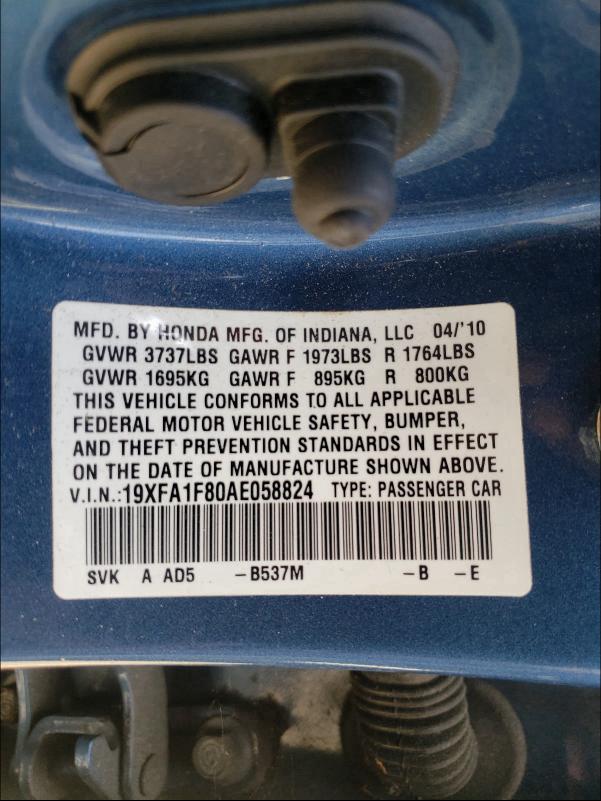 MFD. BY HONDA MFG. OF INDIANA, LLC 04/'10
GVWR 3737LBS GAWR F 1973LBS R 1764LBS
GVWR 1695KG GAWR F 895KG R 800KG
THIS VEHICLE CONFORMS TO ALL APPLICABLE
FEDERAL MOTOR VEHICLE SAFETY, BUMPER,
AND THEFT PREVENTION STANDARDS IN EFFECT
ON THE DATE OF MANUFACTURE SHOWN ABOVE.
V.I.N.:19XFA1F80AE058824 TYPE: PASSENGER CAR
SVK A AD5 -B537M -B -E